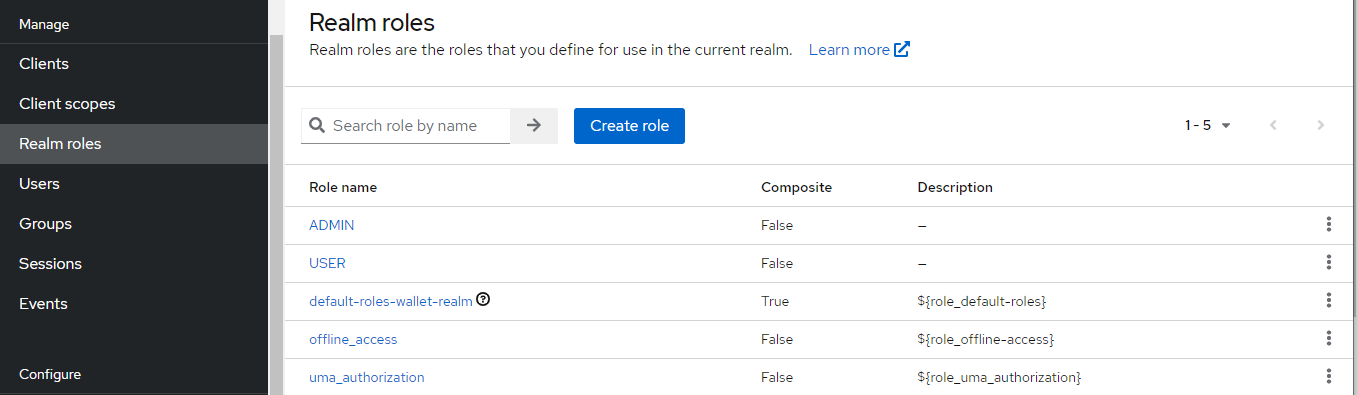 Manage
Clients
Client scopes
Realm roles
Users
Groups
Sessions
Events
Configure
Realm roles
Realm roles are the roles that you define for use in the current realm. Learn more
Search role by name Create role 1 - 5
Role name Composite Description
ADMIN False –
USER False –
default-roles-wallet-realm True ${role_default-roles}
offline_access False ${role_offline-access}
uma_authorization False ${role_uma_authorization}